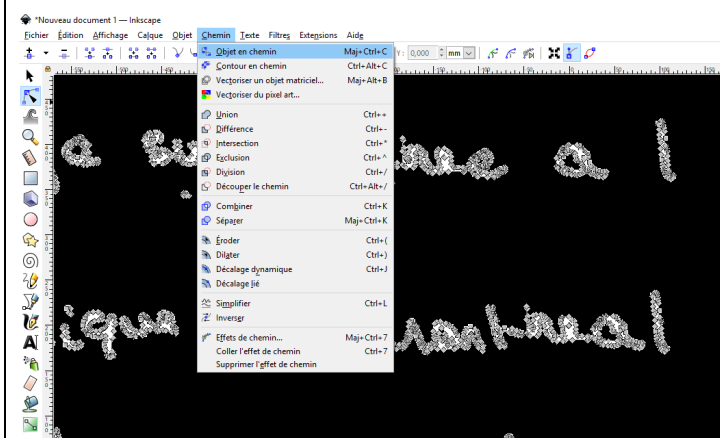 *Nouveau document 1 — Inkscape
Fichier Édition Affichage Calque Objet Chemin Texte Filtres Extensions Aide
Objet en chemin Maj+Ctrl+C
Y: 0,000 mm
Contour en chemin Ctrl+Alt+C
Vectoriser un objet matriciel... Maj+Alt+B
Vectoriser du pixel art...
Union Ctrl++
Différence Ctrl+-
Intersection Ctrl+*
Exclusion Ctrl+^
Division Ctrl+/
Découper le chemin Ctrl+Alt+/
Combiner Ctrl+K
Séparer Maj+Ctrl+K
Éroder Ctrl+(
Dilater Ctrl+)
Décalage dynamique Ctrl+J
Décalage lié
Simplifier Ctrl+L
Inverser
Effets de chemin... Maj+Ctrl+7
Coller l'effet de chemin Ctrl+7
Supprimer l'effet de chemin